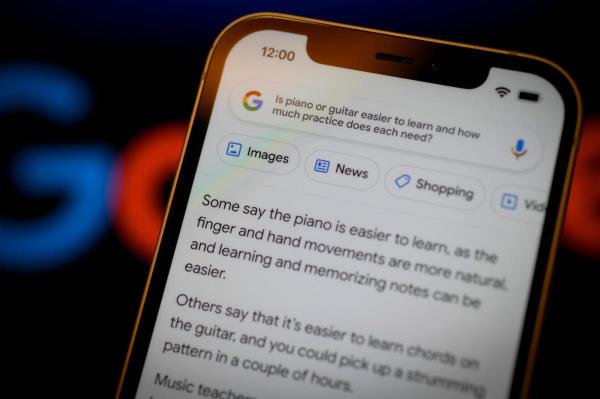 12:00
Is piano or guitar easier to learn and how
much practice does each need?
Images News Shopping Vid
Some say the piano is easier to learn, as the
finger and hand movements are more natural,
and learning and memorizing notes can be
easier.
Others say that it's easier to learn chords on
the guitar, and you could pick up a strumming
pattern in a couple of hours.
Music teachers